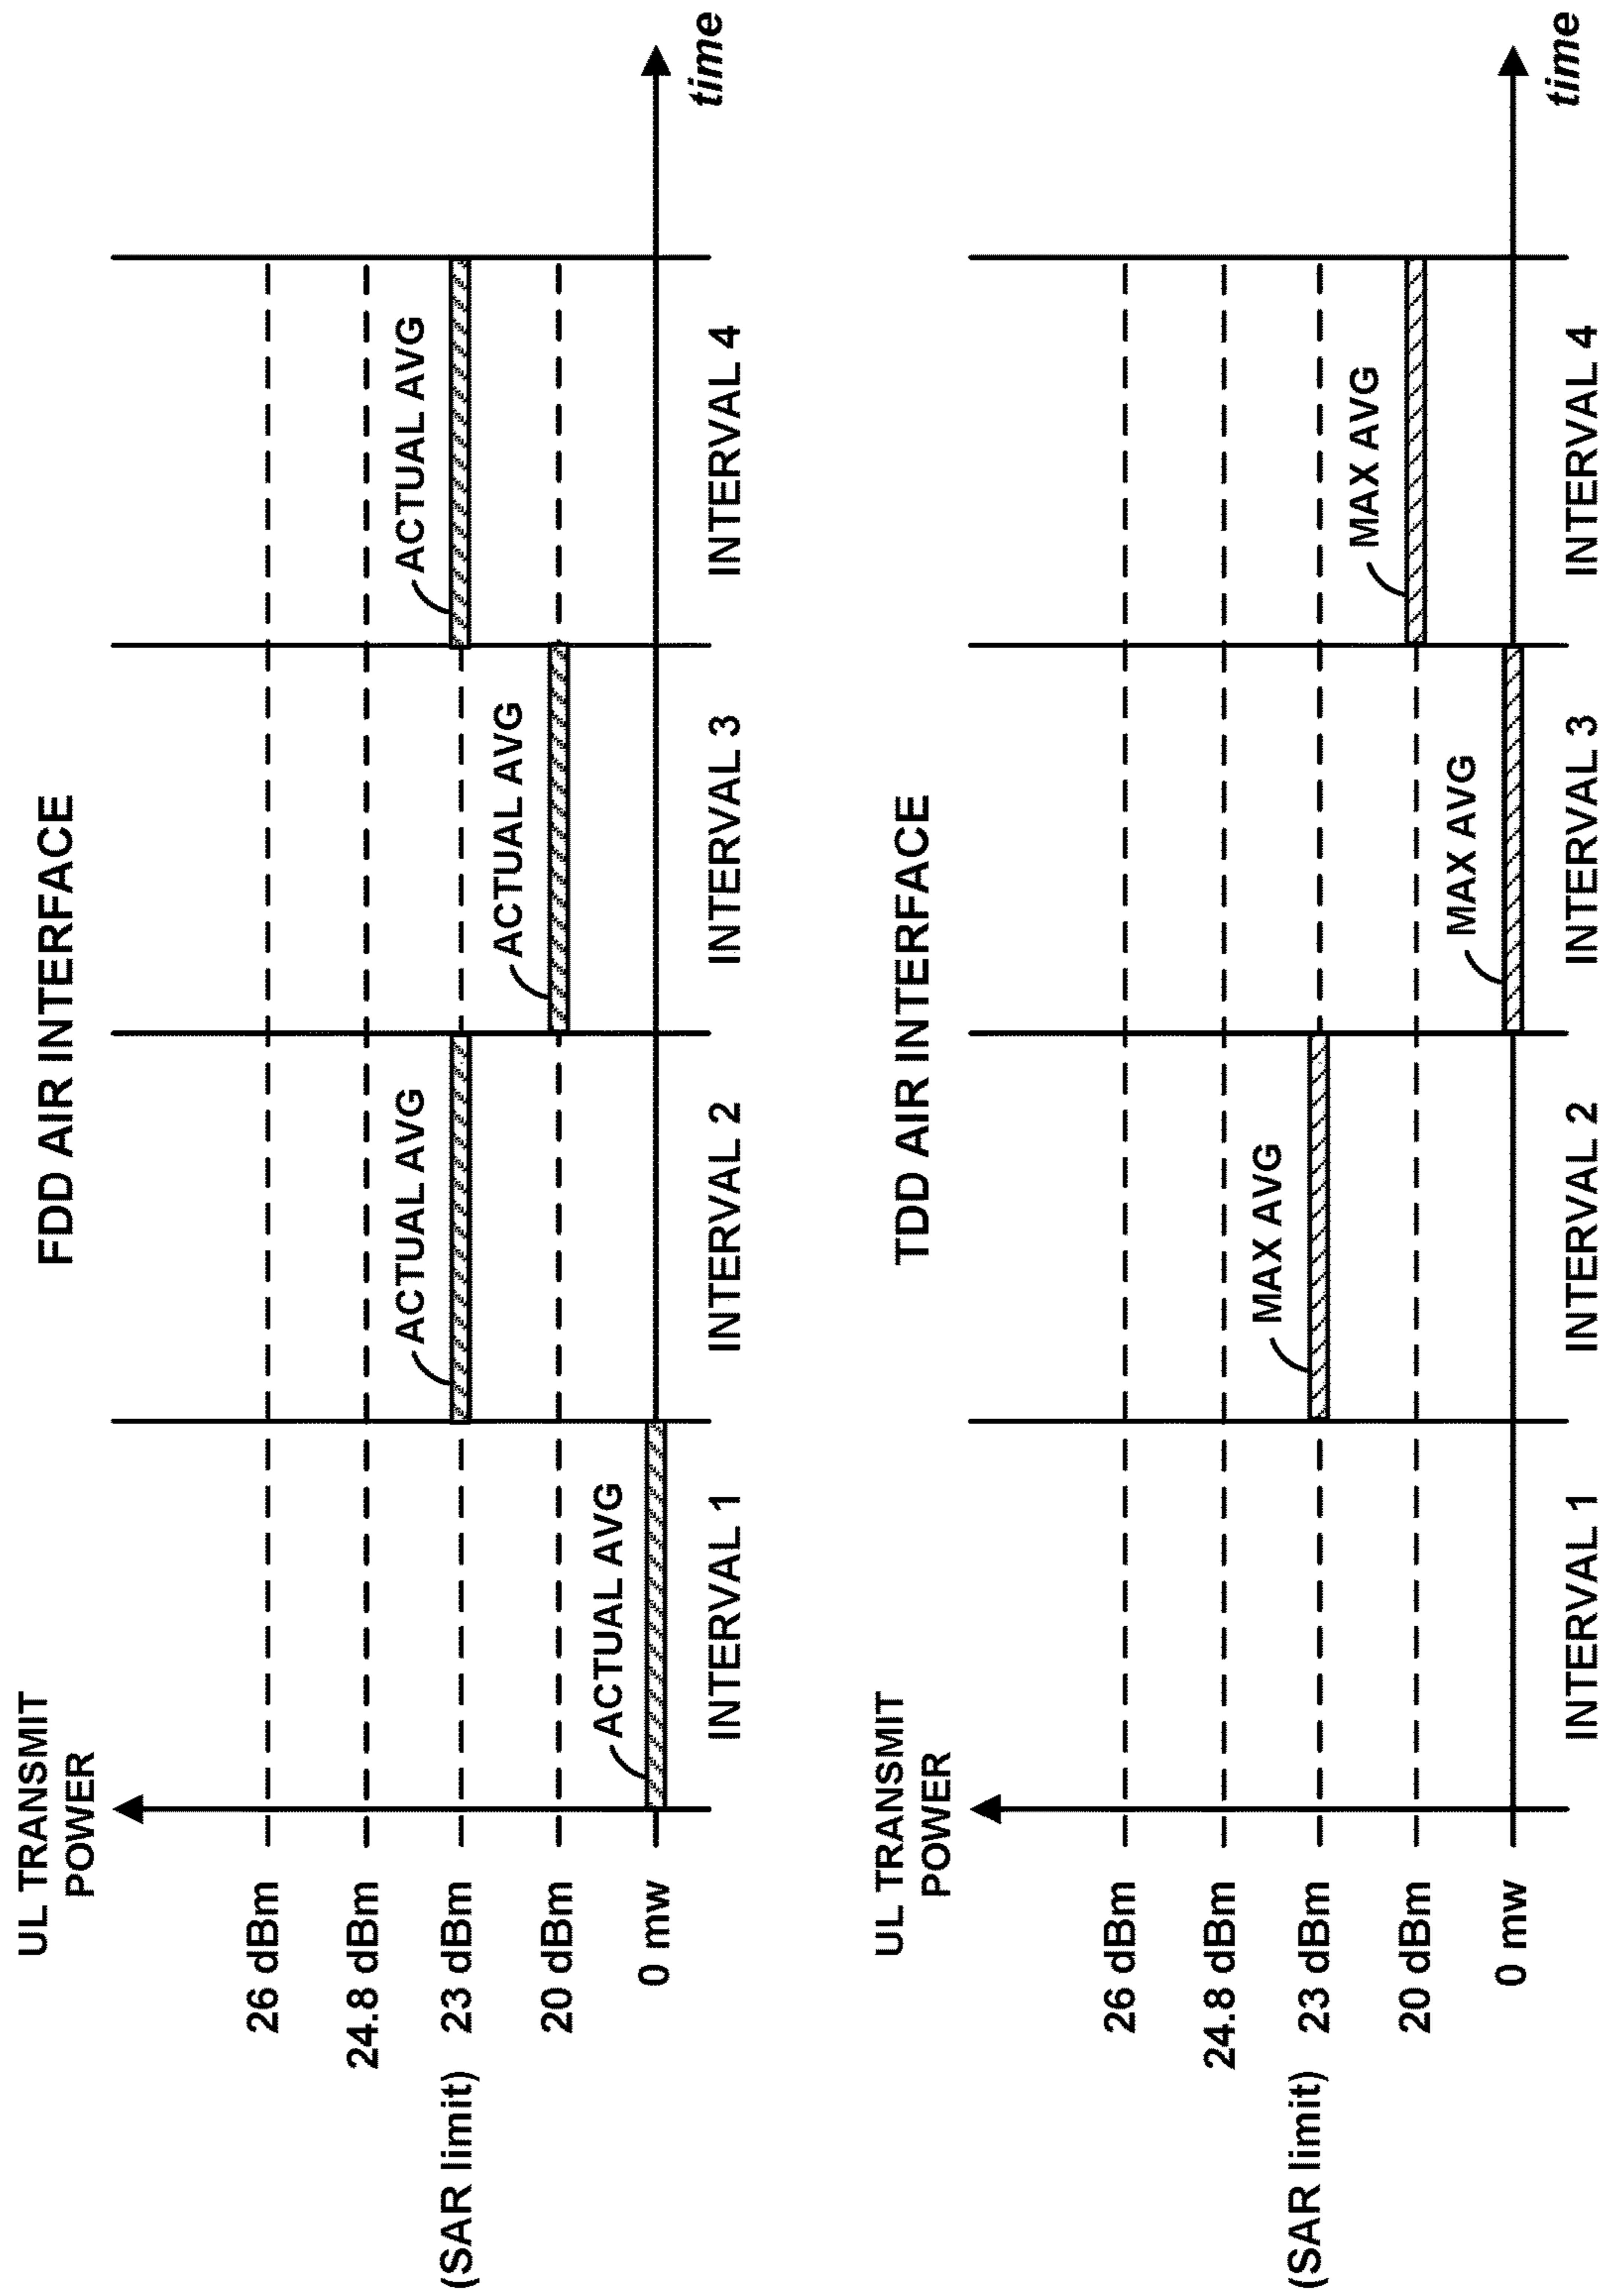 FDD AIR INTERFACE
UL TRANSMIT
POWER
26 dBm
24.8 dBm
(SAR limit) 23 dBm
20 dBm
0 mw
ACTUAL AVG
ACTUAL AVG
ACTUAL AVG
ACTUAL AVG
INTERVAL 1
INTERVAL 2
INTERVAL 3
INTERVAL 4
time
TDD AIR INTERFACE
UL TRANSMIT
POWER
26 dBm
24.8 dBm
(SAR limit) 23 dBm
20 dBm
0 mw
MAX AVG
MAX AVG
MAX AVG
INTERVAL 1
INTERVAL 2
INTERVAL 3
INTERVAL 4
time